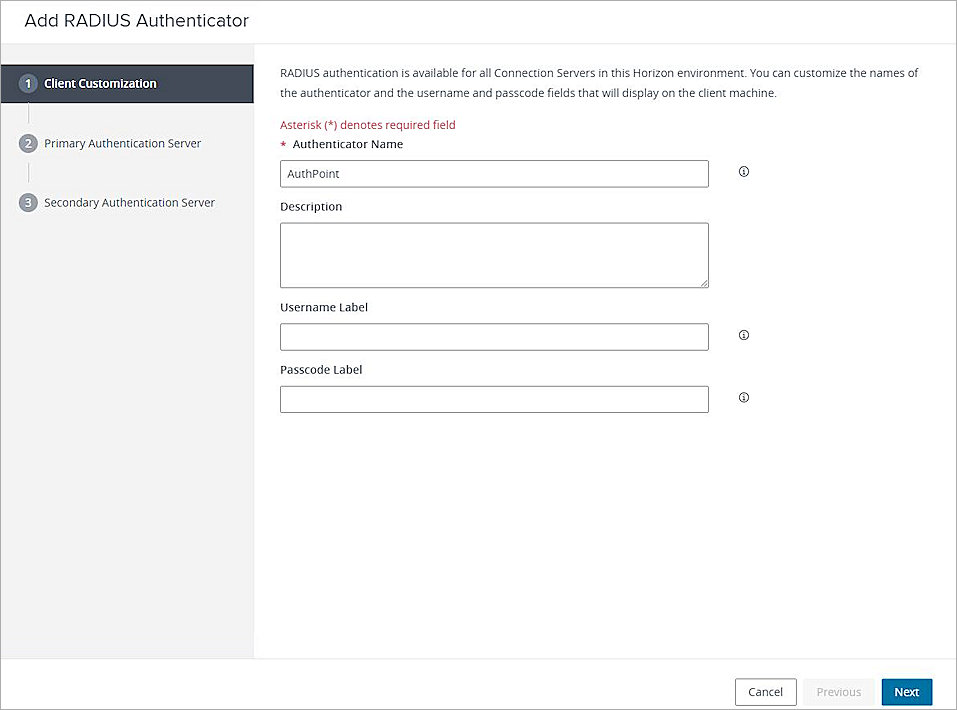 Add RADIUS Authenticator
1 Client Customization
2 Primary Authentication Server
3 Secondary Authentication Server
RADIUS authentication is available for all Connection Servers in this Horizon environment. You can customize the names of
the authenticator and the username and passcode fields that will display on the client machine.
Asterisk (*) denotes required field
* Authenticator Name
AuthPoint
Description
Username Label
Passcode Label
Cancel
Previous
Next